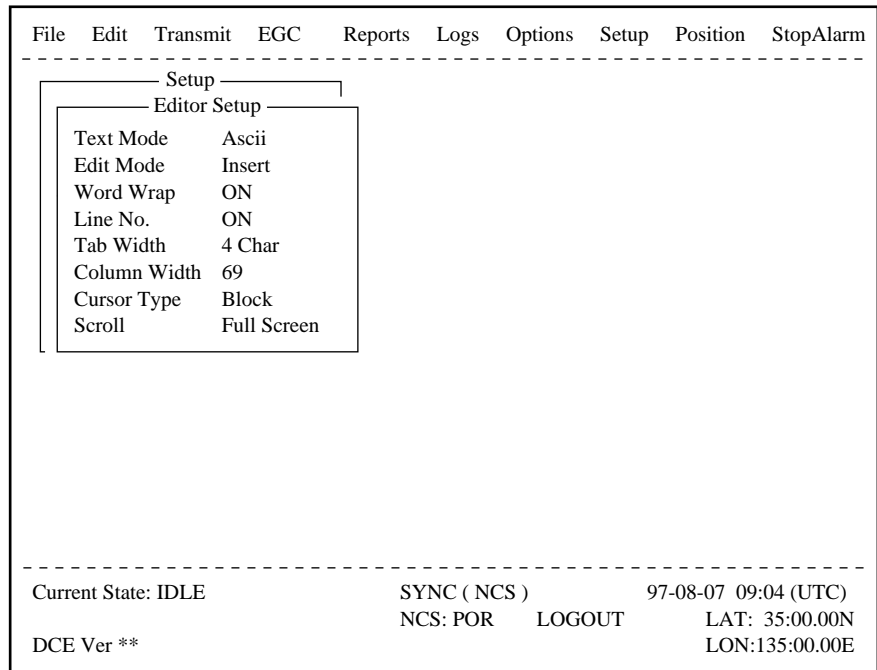 File Edit Transmit EGC Reports Logs Options Setup Position StopAlarm
Setup
Editor Setup
Text Mode Ascii
Edit Mode Insert
Word Wrap ON
Line No. ON
Tab Width 4 Char
Column Width 69
Cursor Type Block
Scroll Full Screen
Current State: IDLE SYNC ( NCS ) 97-08-07 09:04 (UTC)
NCS: POR LOGOUT LAT: 35:00.00N
DCE Ver ** LON:135:00.00E